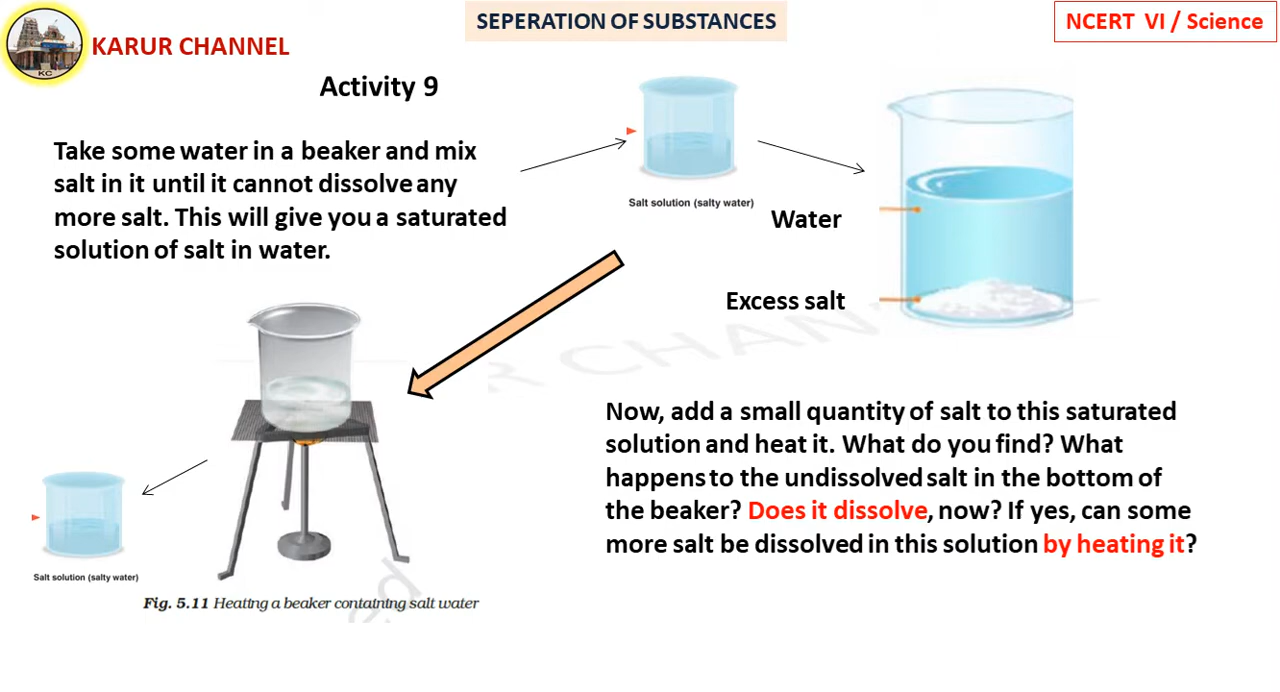 SEPERATION OF SUBSTANCES
NCERT VI / Science
KARUR CHANNEL
KC
Activity 9
Take some water in a beaker and mix
salt in it until it cannot dissolve any
more salt. This will give you a saturated
solution of salt in water.
Salt solution (salty water)
Water
Excess salt
R CHAN
Now, add a small quantity of salt to this saturated
solution and heat it. What do you find? What
happens to the undissolved salt in the bottom of
the beaker? Does it dissolve, now? If yes, can some
more salt be dissolved in this solution by heating it?
Salt solution (salty water)
Fig. 5.11 Heating a beaker containing salt water
ed